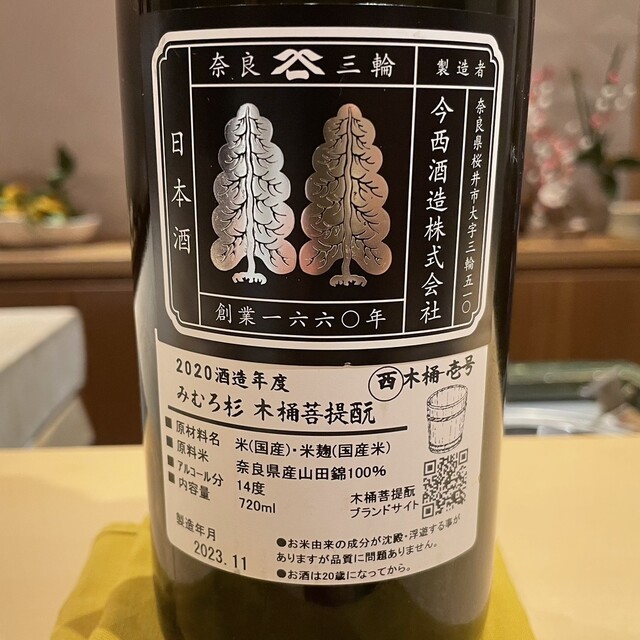 奈良 三輪
製造者
日本酒
今西酒造株式会社
奈良県桜井市大字三輪五一〇
創業一六六〇年
2020酒造年度
西 木桶・壱号
みむろ杉 木桶菩提酛
■原材料名 米(国産)・米麹(国産米)
■原料米 奈良県産山田錦100%
■アルコール分 14度
■内容量 720ml
木桶菩提酛
ブランドサイト
製造年月
2023.11
●お米由来の成分が沈殿・浮遊する事が
ありますが品質に問題ありません。
●お酒は20歳になってから。